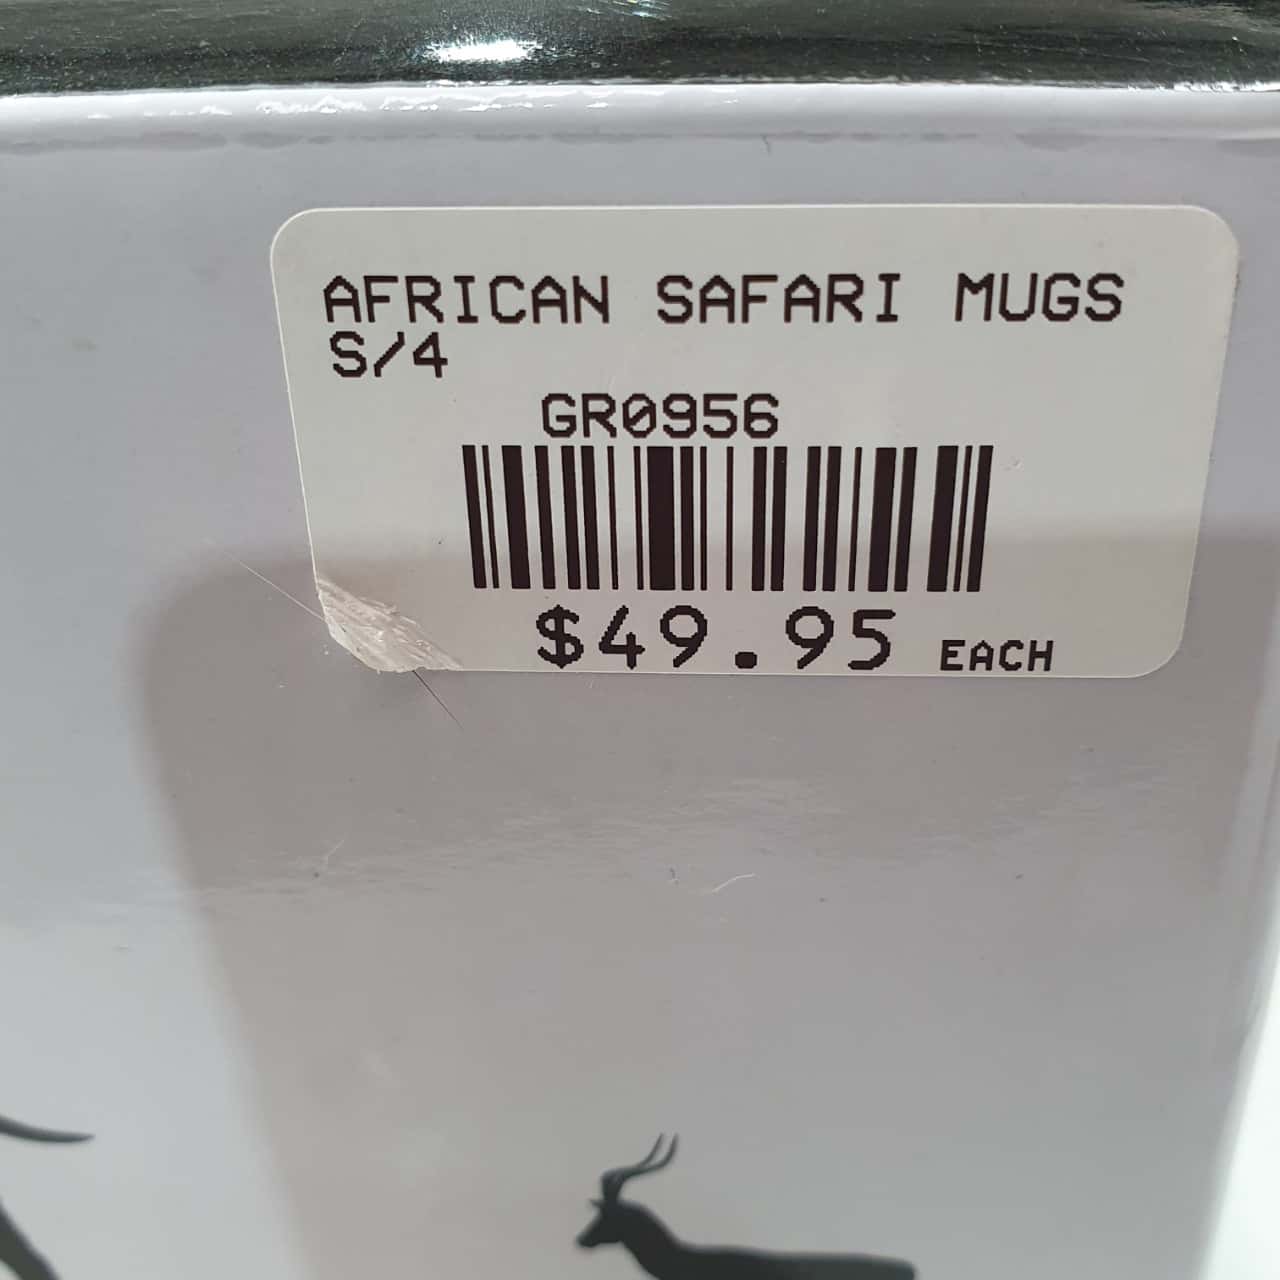 AFRICAN SAFARI MUGS
S/4
GR0956
$49.95 EACH